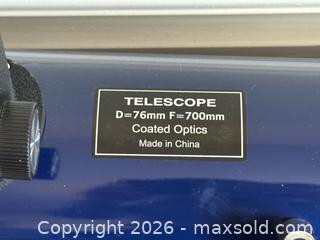 TELESCOPE
D=76mm F=700mm
Coated Optics
Made in China
Copyright © 2026 - maxsold.com